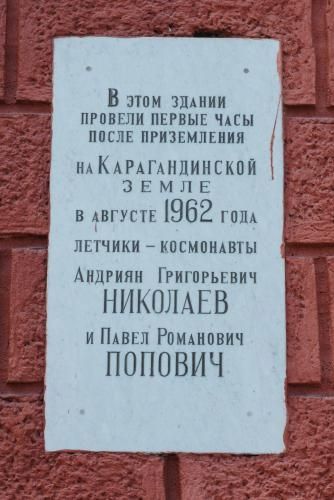 В этом здании
провели первые часы
после приземления
на Карагандинской
земле
в августе 1962 года
летчики – космонавты
Андриян Григорьевич
НИКОЛАЕВ
и Павел Романович
ПОПОВИЧ